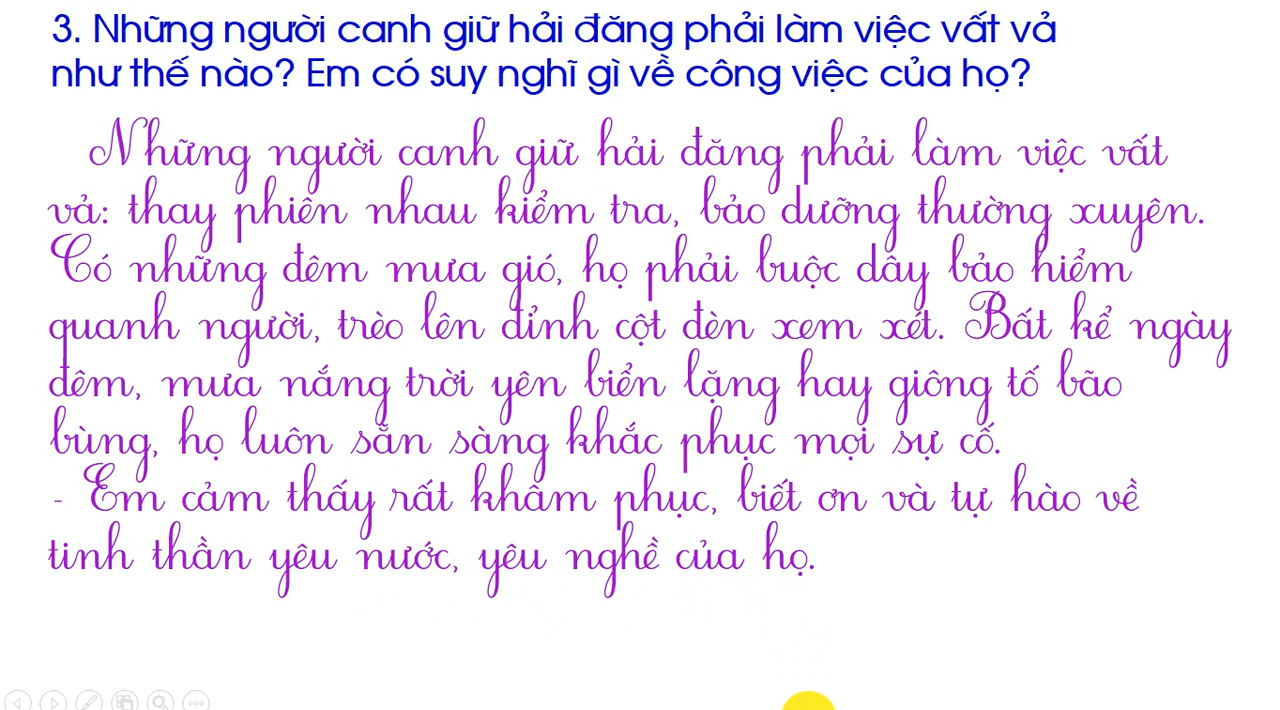 3. Những người canh giữ hải đăng phải làm việc vất vả
như thế nào? Em có suy nghĩ gì về công việc của họ?
Những người canh giữ hải đăng phải làm việc vất
vả: thay phiên nhau kiểm tra, bảo dưỡng thường xuyên.
Có những đêm mưa gió, họ phải buộc dây bảo hiểm
quanh người, trèo lên đỉnh cột đèn xem xét. Bất kể ngày
đêm, mưa nắng trời yên biển lặng hay giông tố bão
bùng, họ luôn sẵn sàng khắc phục mọi sự cố.
- Em cảm thấy rất khâm phục, biết ơn và tự hào về
tinh thần yêu nước, yêu nghề của họ.